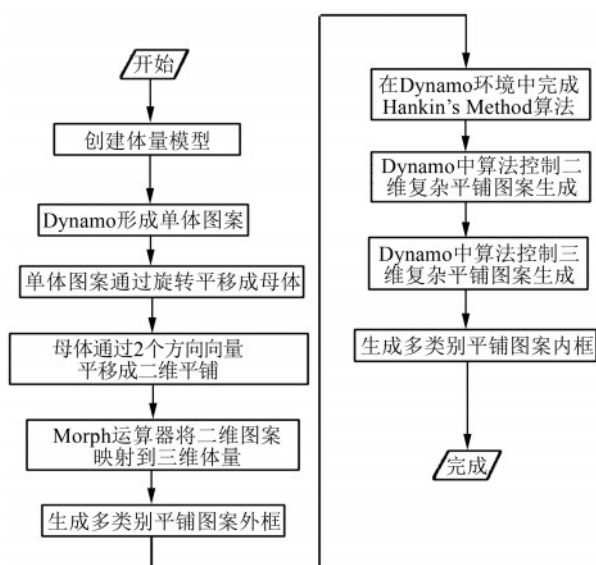 开始
创建体量模型
Dynamo形成单体图案
单体图案通过旋转平移成母体
母体通过2个方向向量
平移成二维平铺
Morph运算器将二维图案
映射到三维体量
生成多类别平铺图案外框
在Dynamo环境中完成
Hankin's Method算法
Dynamo中算法控制二
维复杂平铺图案生成
Dynamo中算法控制三
维复杂平铺图案生成
生成多类别平铺图案内框
完成